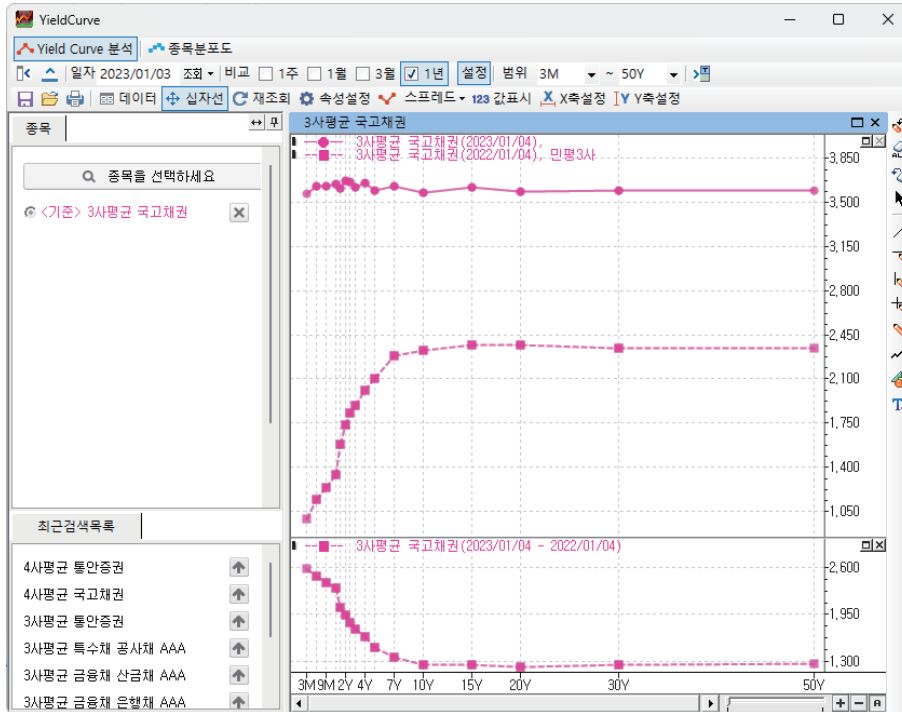 YieldCurve
Yield Curve 분석 종목분포도
일자 2023/01/03 조회 비교 1주 1월 3월 1년 설정 범위 3M ~ 50Y
데이터 십자선 재조회 속성설정 스프레드 123 값표시 X X축설정 Y Y축설정
종목
종목을 선택하세요
<기준> 3사평균 국고채권
최근검색목록
4사평균 통안증권
4사평균 국고채권
3사평균 통안증권
3사평균 특수채 공사채 AAA
3사평균 금융채 산금채 AAA
3사평균 금융채 은행채 AAA
3사평균 국고채권
3사평균 국고채권(2023/01/04),
3사평균 국고채권(2022/01/04), 민평3사
3,850
3,500
3,150
2,800
2,450
2,100
1,750
1,400
1,050
3사평균 국고채권(2023/01/04 - 2022/01/04)
2,600
1,950
1,300
3M 9M 2Y 4Y 7Y 10Y 15Y 20Y 30Y 50Y